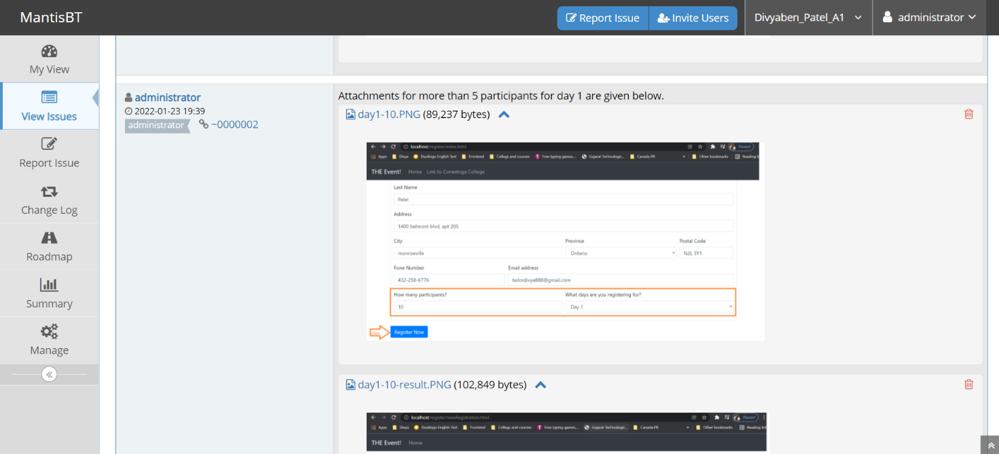 MantisBT
Report Issue
Invite Users
Divyaben_Patel_A1
administrator
My View
View Issues
Report Issue
Change Log
Roadmap
Summary
Manage
administrator
2022-01-23 19:39
administrator
~0000002
Attachments for more than 5 participants for day 1 are given below.
day1-10.PNG (89,237 bytes)
localhost/register/index.html
Paused
Apps Divya Duolingo English Test Frontend Collegs and courses Free typing games,... Gujarat Technologic... Canada PR » Other bookmarks Reading li
THE Event! Home Link to Conestoga College
Last Name
Patel
Address
1400 belmont blvd, apt 205
City Province Postal Code
monroeville Ontario N2L 3Y1
Fone Number Email address
432-258-6776 tailordivya888@gmail.com
How many participants? What days are you registering for?
10 Day 1
Register Now
day1-10-result.PNG (102,849 bytes)
localhost/register/viewRegistration.html
Paused
Apps Divya Duolingo English Test Frontend Collegs and courses Free typing games,... Gujarat Technologic... Canada PR » Other bookmarks Reading list
THE Event! Home